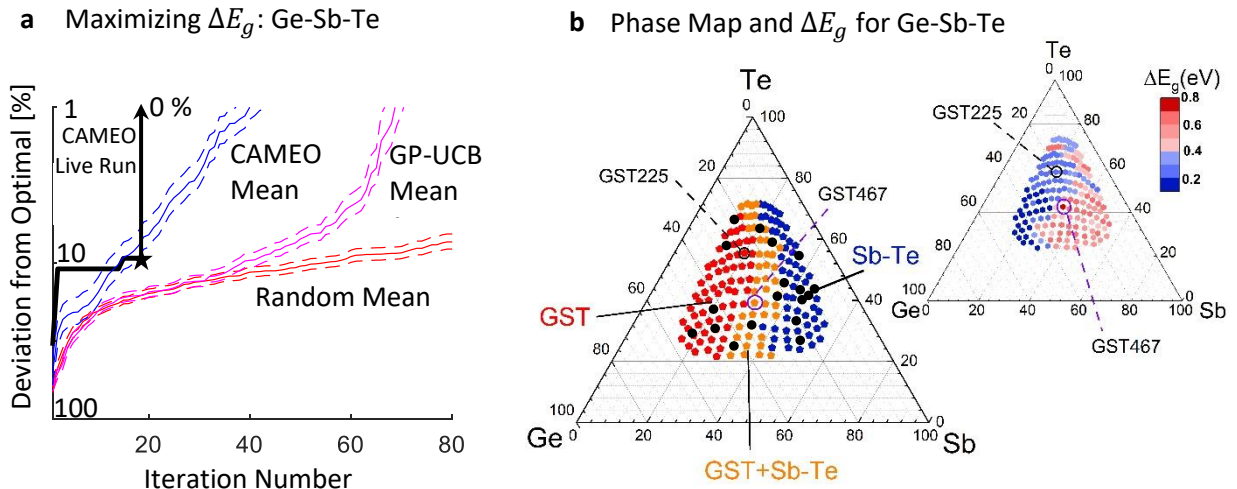 a Maximizing ΔE_g: Ge-Sb-Te
1
10
100
0 %
CAMEO
Live Run
CAMEO
Mean
GP-UCB
Mean
Random Mean
Deviation from Optimal [%]
20
40
60
80
Iteration Number
b Phase Map and ΔE_g for Ge-Sb-Te
Te
0
100
20
80
GST225
GST467
40
60
Sb-Te
60
40
GST
80
20
100
0
Ge
0
20
40
60
80
100
Sb
GST+Sb-Te
Te
0
100
ΔE_g(eV)
0.8
0.6
0.4
0.2
GST225
20
80
40
60
60
40
80
20
100
0
Ge
0
20
40
60
80
100
Sb
GST467